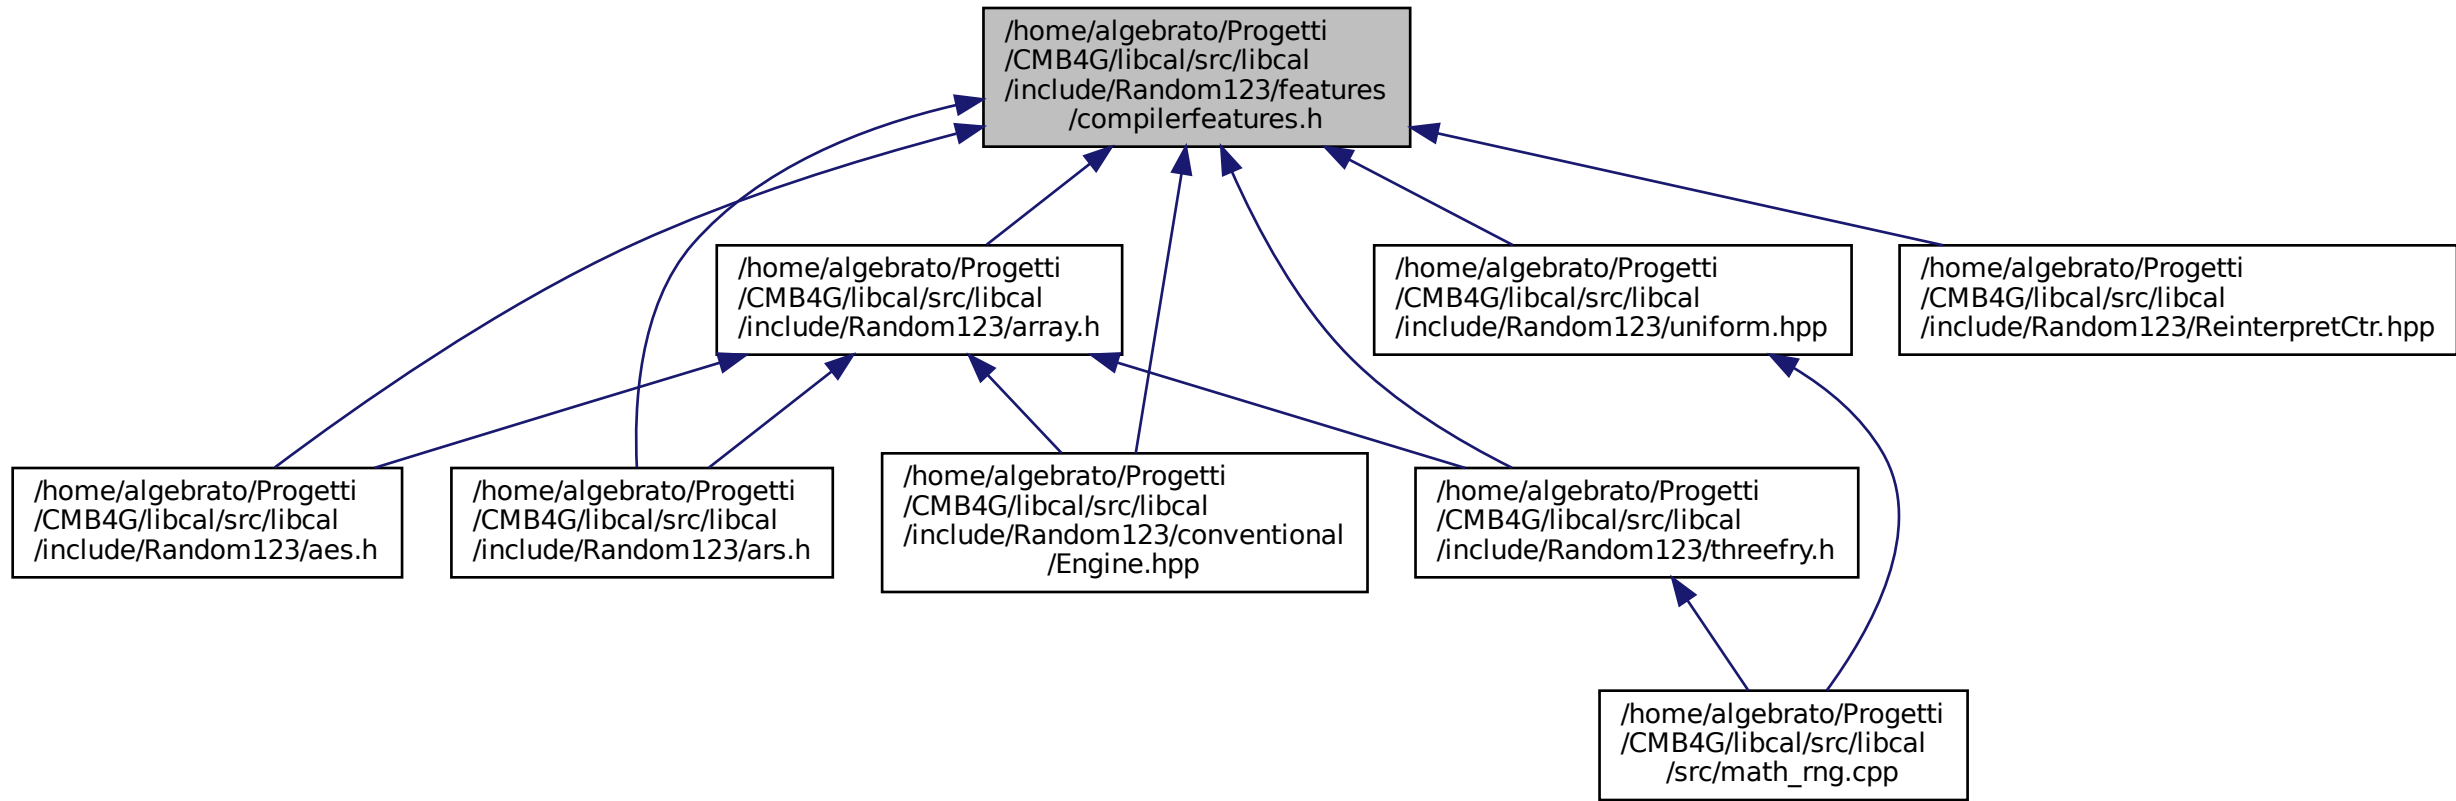 /home/algebrato/Progetti
/CMB4G/libcal/src/libcal
/include/Random123/features
/compilerfeatures.h
/home/algebrato/Progetti
/CMB4G/libcal/src/libcal
/include/Random123/array.h
/home/algebrato/Progetti
/CMB4G/libcal/src/libcal
/include/Random123/uniform.hpp
/home/algebrato/Progetti
/CMB4G/libcal/src/libcal
/include/Random123/ReinterpretCtr.hpp
/home/algebrato/Progetti
/CMB4G/libcal/src/libcal
/include/Random123/aes.h
/home/algebrato/Progetti
/CMB4G/libcal/src/libcal
/include/Random123/ars.h
/home/algebrato/Progetti
/CMB4G/libcal/src/libcal
/include/Random123/conventional
/Engine.hpp
/home/algebrato/Progetti
/CMB4G/libcal/src/libcal
/include/Random123/threefry.h
/home/algebrato/Progetti
/CMB4G/libcal/src/libcal
/src/math_rng.cpp